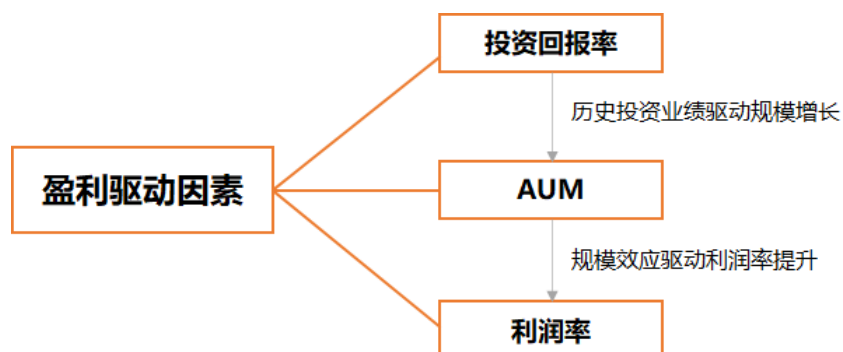 投资回报率
历史投资业绩驱动规模增长
盈利驱动因素
AUM
规模效应驱动利润率提升
利润率